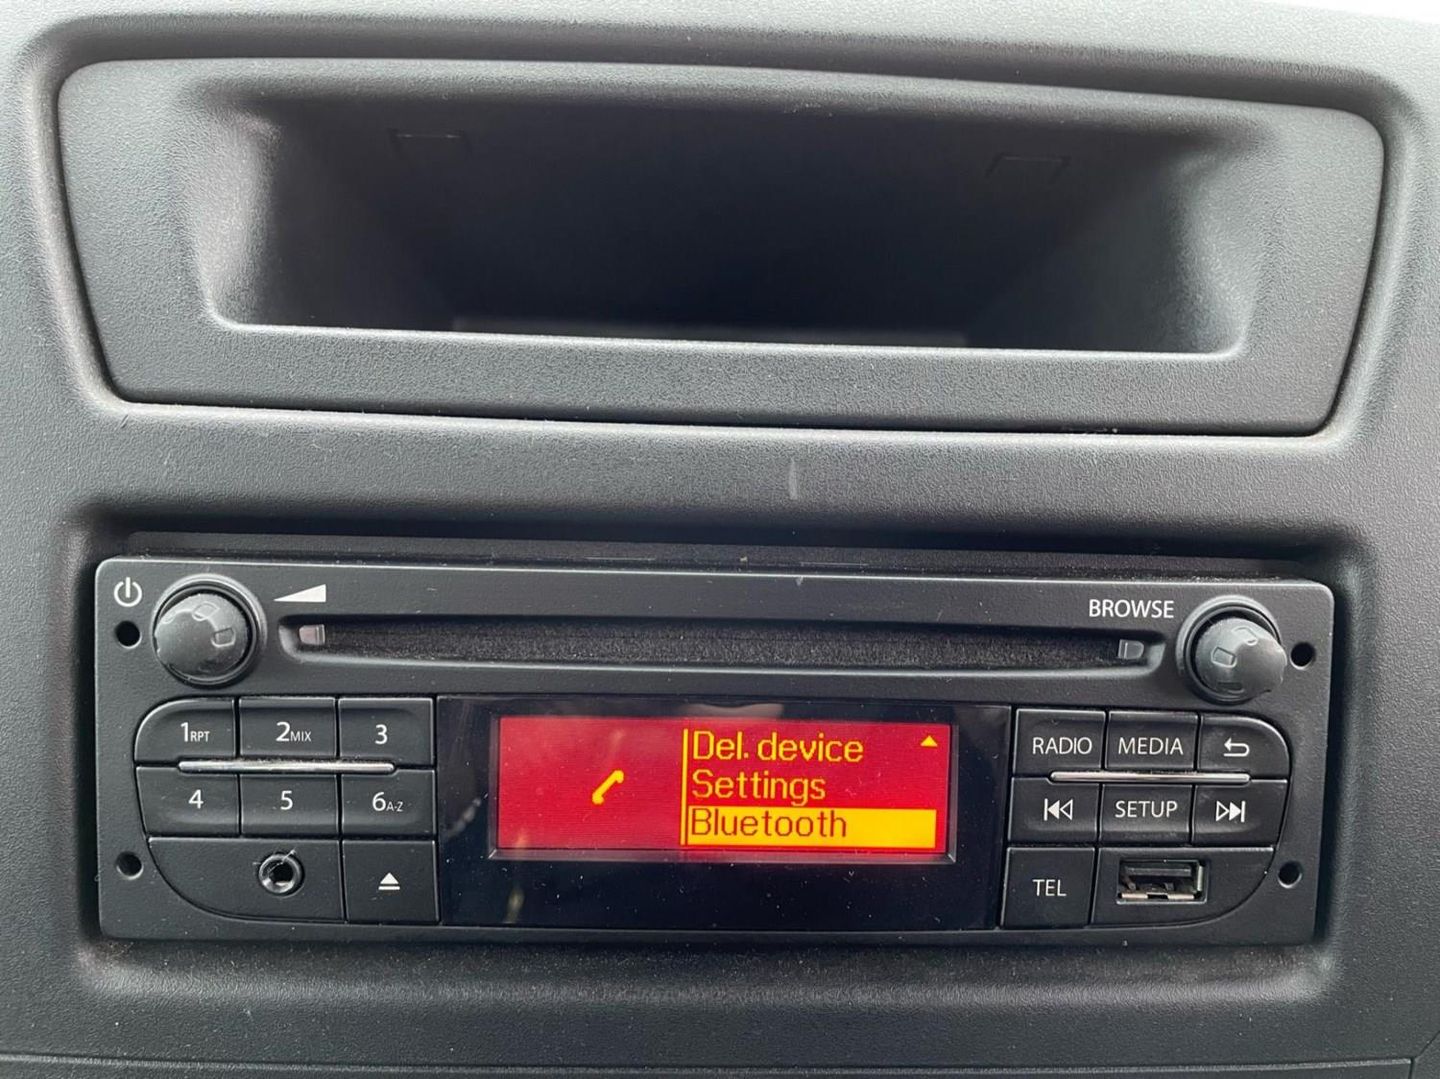 BROWSE
1RPT
2MIX
3
4
5
6A-Z
Del. device
Settings
Bluetooth
RADIO
MEDIA
SETUP
TEL